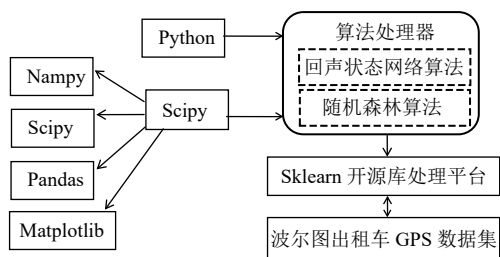 算法处理器
Python
回声状态网络算法
Nampy
随机森林算法
Scipy
Scipy
Pandas
Sklearn 开源库处理平台
Matplotlib
波尔图出租车 GPS 数据集